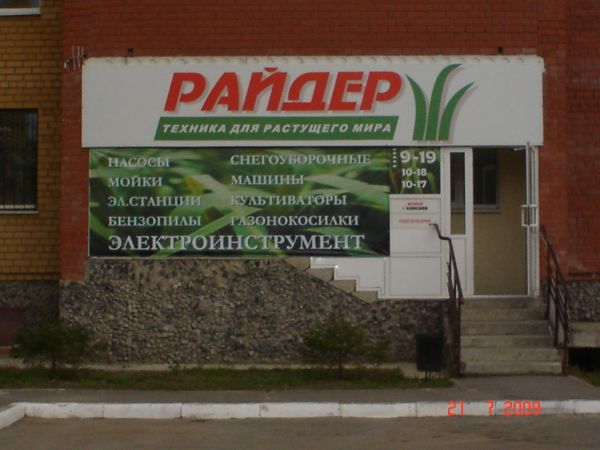 РАЙДЕР
ТЕХНИКА ДЛЯ РАСТУЩЕГО МИРА
НАСОСЫ
МОЙКИ
ЭЛ.СТАНЦИИ
БЕНЗОПИЛЫ
СНЕГОУБОРОЧНЫЕ
МАШИНЫ
КУЛЬТИВАТОРЫ
ГАЗОНОКОСИЛКИ
ЭЛЕКТРОИНСТРУМЕНТ
9-19
10-18
10-17
21 7 2009